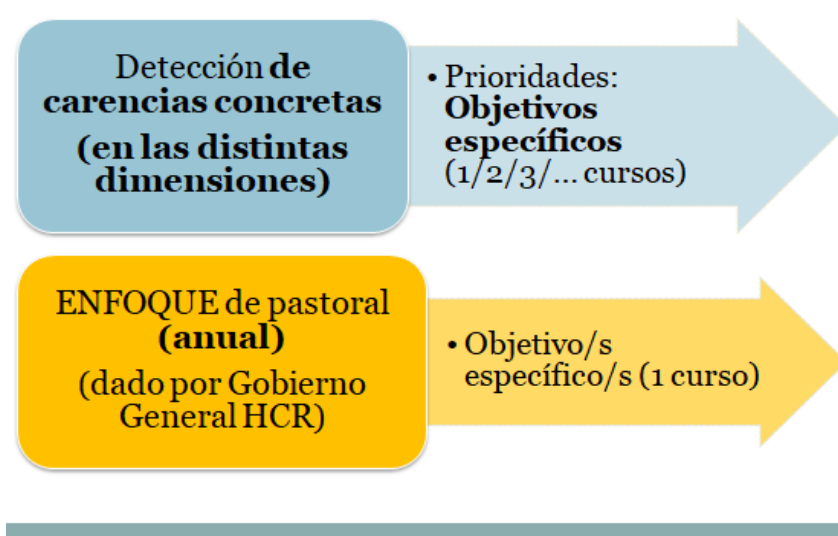 Detección de
carencias concretas
(en las distintas
dimensiones)
• Prioridades:
Objetivos
específicos
(1/2/3/... cursos)
ENFOQUE de pastoral
(anual)
(dado por Gobierno
General HCR)
• Objetivo/s
específico/s (1 curso)